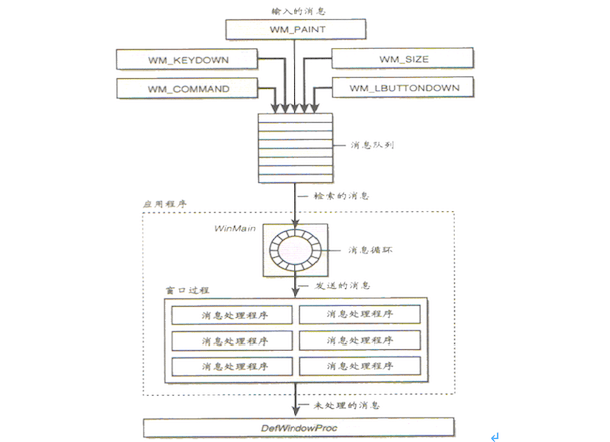 输入的消息
WM_PAINT
WM_KEYDOWN
WM_SIZE
WM_COMMAND
WM_LBUTTONDOWN
消息队列
检索的消息
应用程序
WinMain
消息循环
发送的消息
窗口过程
消息处理程序
消息处理程序
消息处理程序
消息处理程序
消息处理程序
消息处理程序
未处理的消息
DefWindowProc